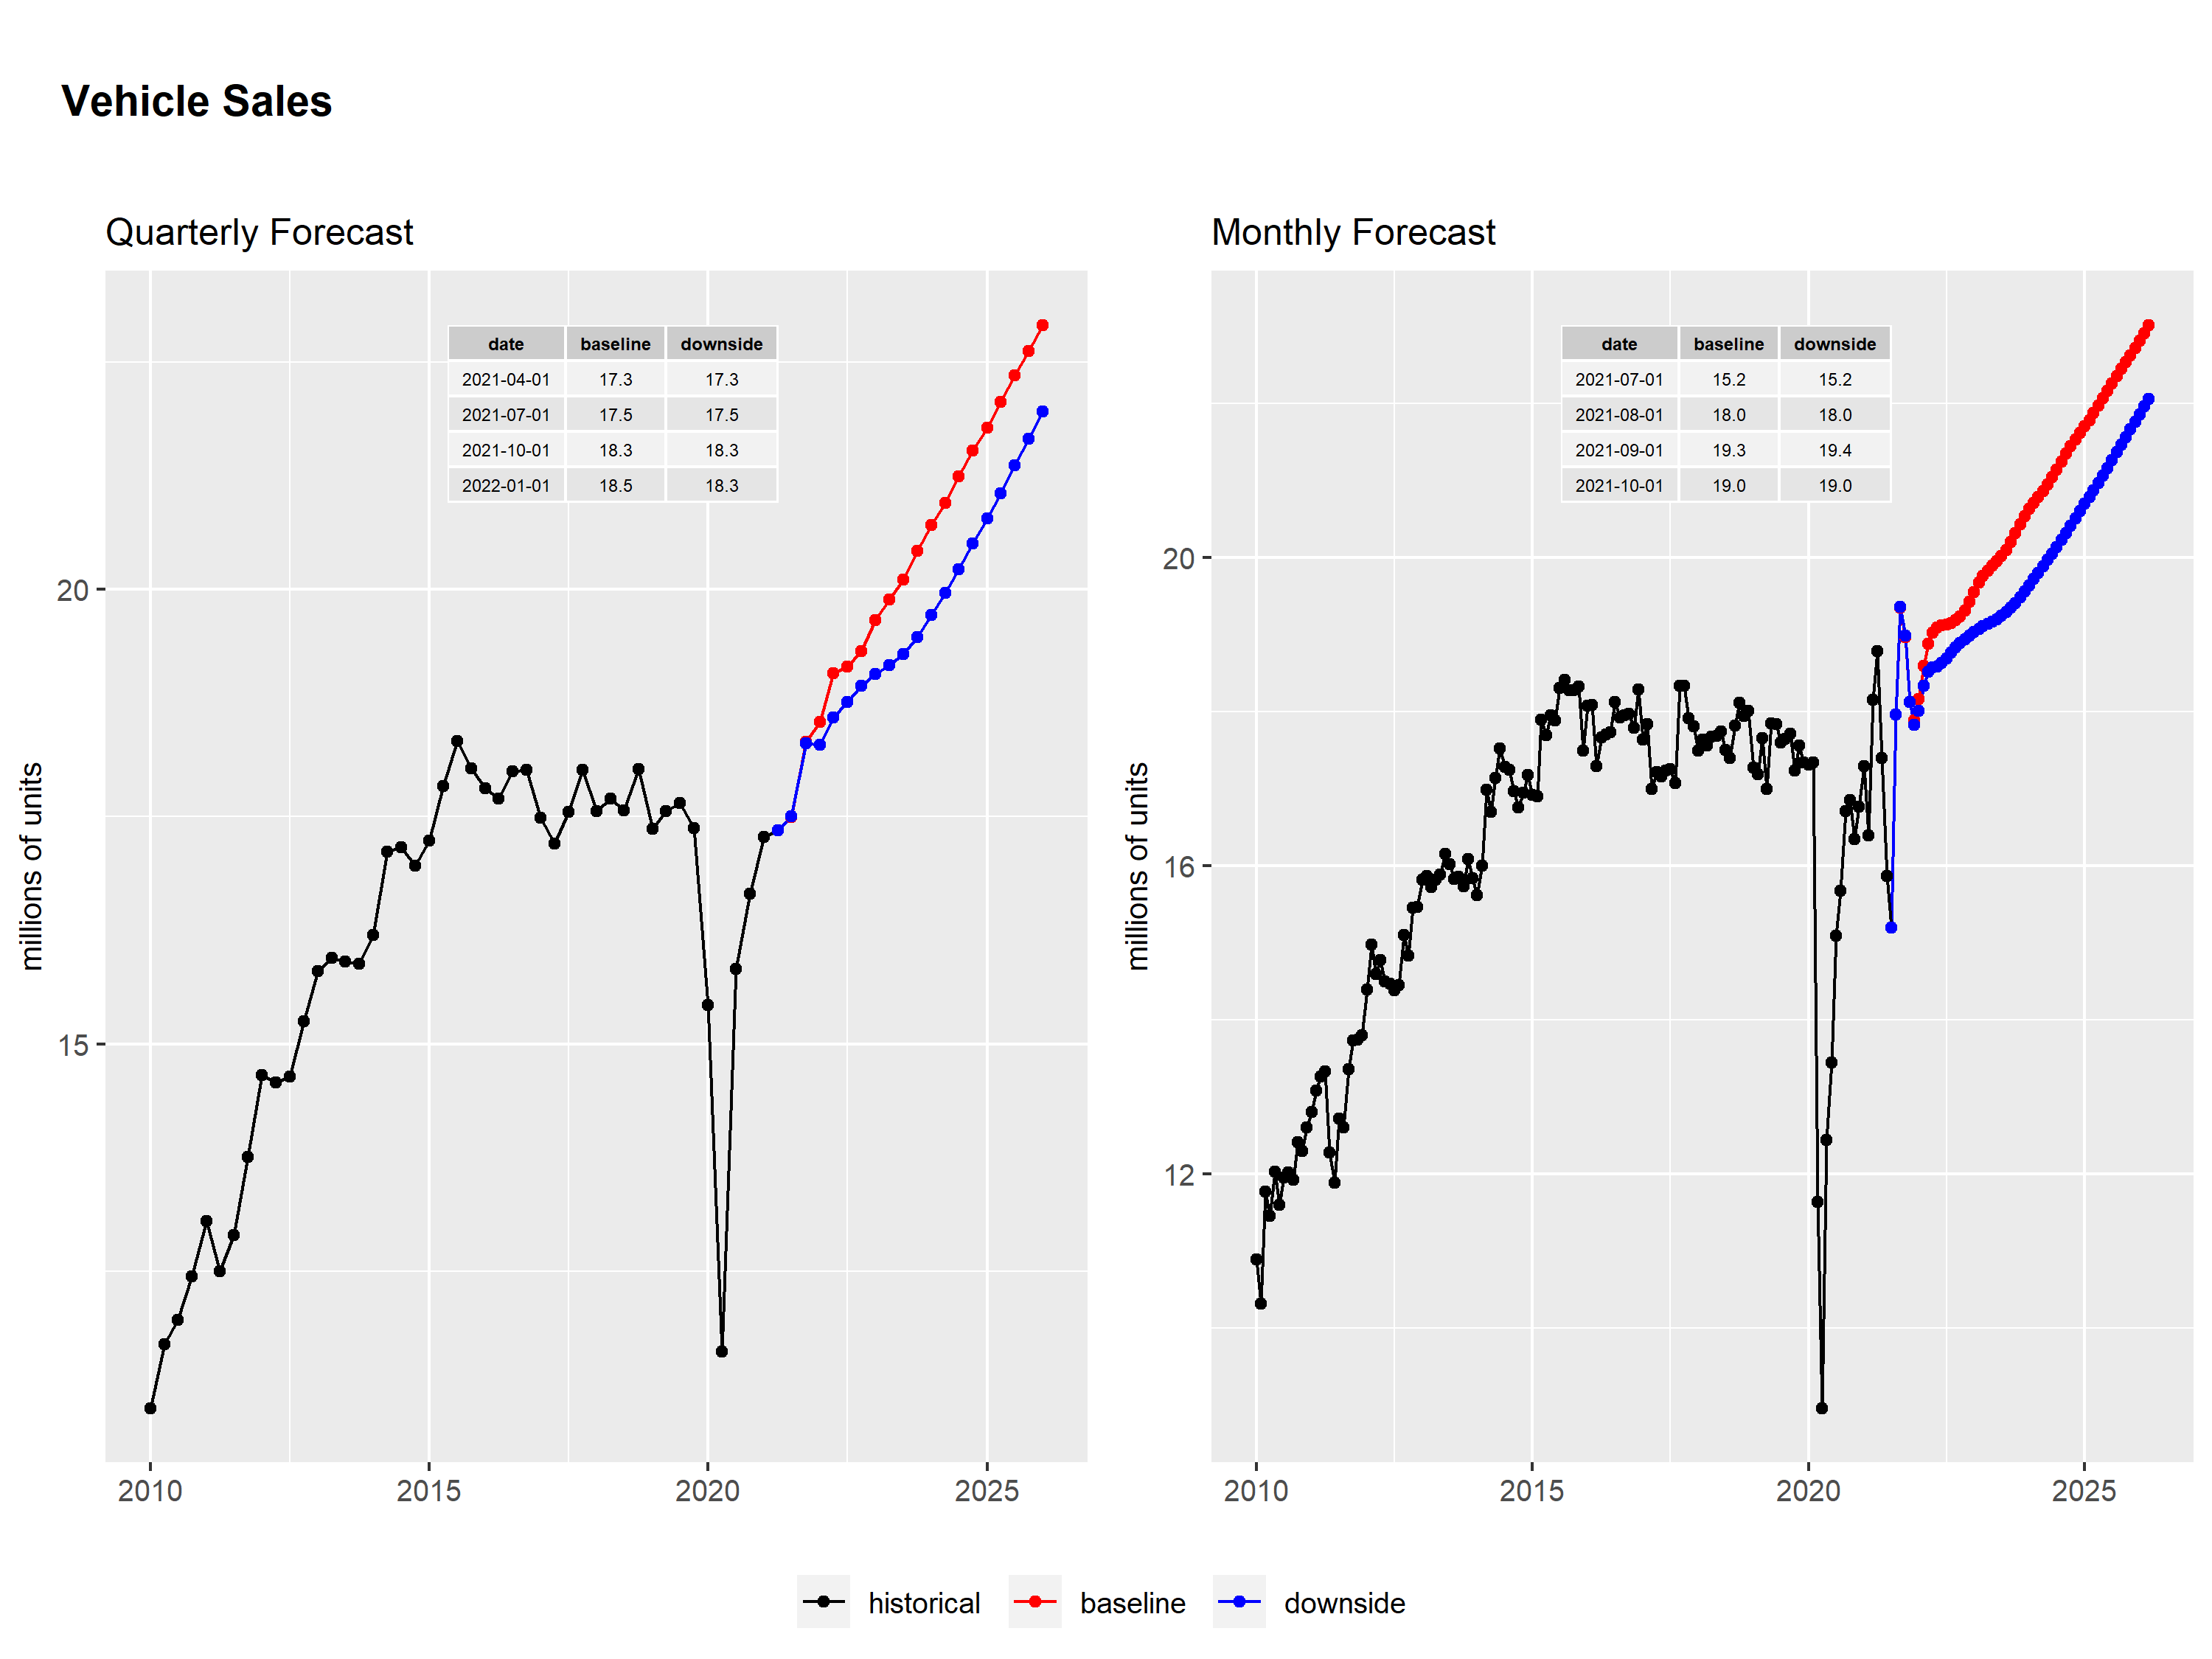 Vehicle Sales
Quarterly Forecast
date baseline downside
2021-04-01 17.3 17.3
2021-07-01 17.5 17.5
2021-10-01 18.3 18.3
2022-01-01 18.5 18.3
20
15
millions of units
2010 2015 2020 2025
Monthly Forecast
date baseline downside
2021-07-01 15.2 15.2
2021-08-01 18.0 18.0
2021-09-01 19.3 19.4
2021-10-01 19.0 19.0
20
16
12
millions of units
2010 2015 2020 2025
historical baseline downside